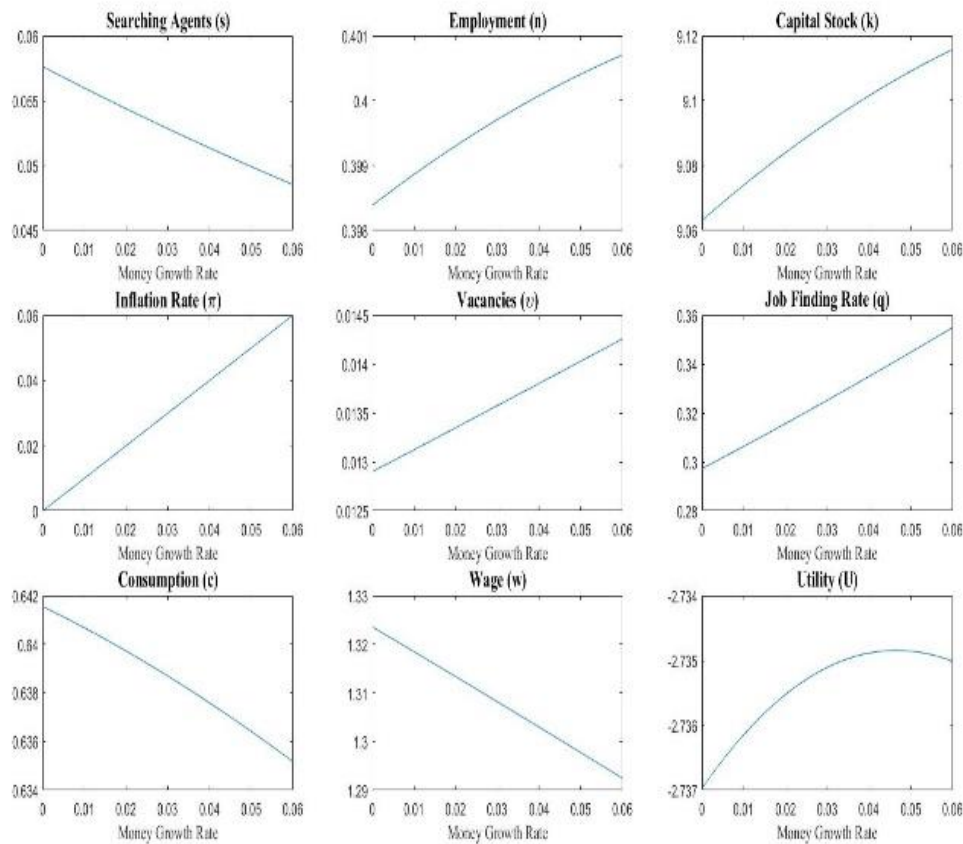 Searching Agents (s)
0.06
0.055
0.05
0.045
0 0.01 0.02 0.03 0.04 0.05 0.06
Money Growth Rate
Employment (n)
0.401
0.4
0.399
0.398
0 0.01 0.02 0.03 0.04 0.05 0.06
Money Growth Rate
Capital Stock (k)
9.12
9.1
9.08
9.06
0 0.01 0.02 0.03 0.04 0.05 0.06
Money Growth Rate
Inflation Rate (π)
0.06
0.04
0.02
0
0 0.01 0.02 0.03 0.04 0.05 0.06
Money Growth Rate
Vacancies (υ)
0.0145
0.014
0.0135
0.013
0.0125
0 0.01 0.02 0.03 0.04 0.05 0.06
Money Growth Rate
Job Finding Rate (q)
0.36
0.34
0.32
0.3
0.28
0 0.01 0.02 0.03 0.04 0.05 0.06
Money Growth Rate
Consumption (c)
0.642
0.64
0.638
0.636
0.634
0 0.01 0.02 0.03 0.04 0.05 0.06
Money Growth Rate
Wage (w)
1.33
1.32
1.31
1.3
1.29
0 0.01 0.02 0.03 0.04 0.05 0.06
Money Growth Rate
Utility (U)
-2.734
-2.735
-2.736
-2.737
0 0.01 0.02 0.03 0.04 0.05 0.06
Money Growth Rate